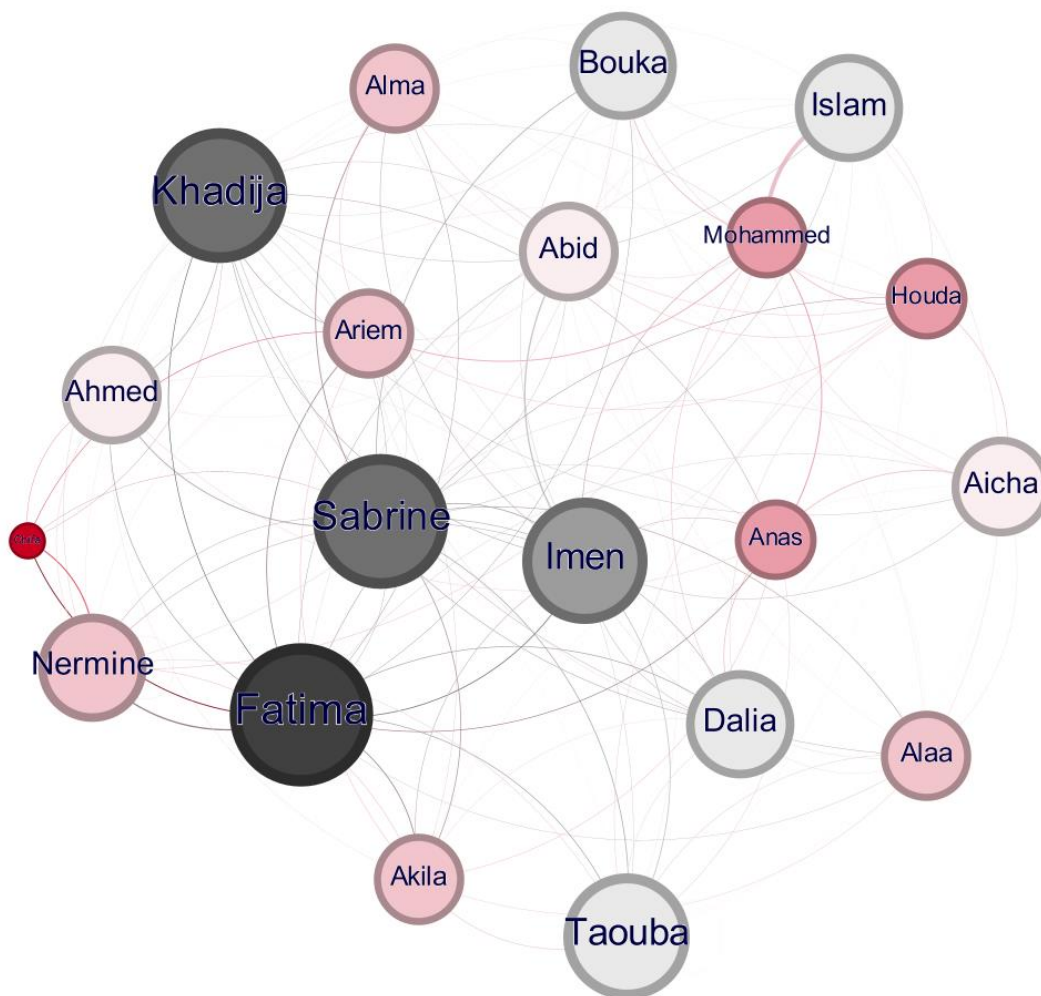 Bouka
Alma
Islam
Khadija
Mohammed
Abid
Houda
Ariem
Ahmed
Aicha
Sabrine
Anas
Imen
Nermine
Fatima
Dalia
Alaa
Akila
Taouba